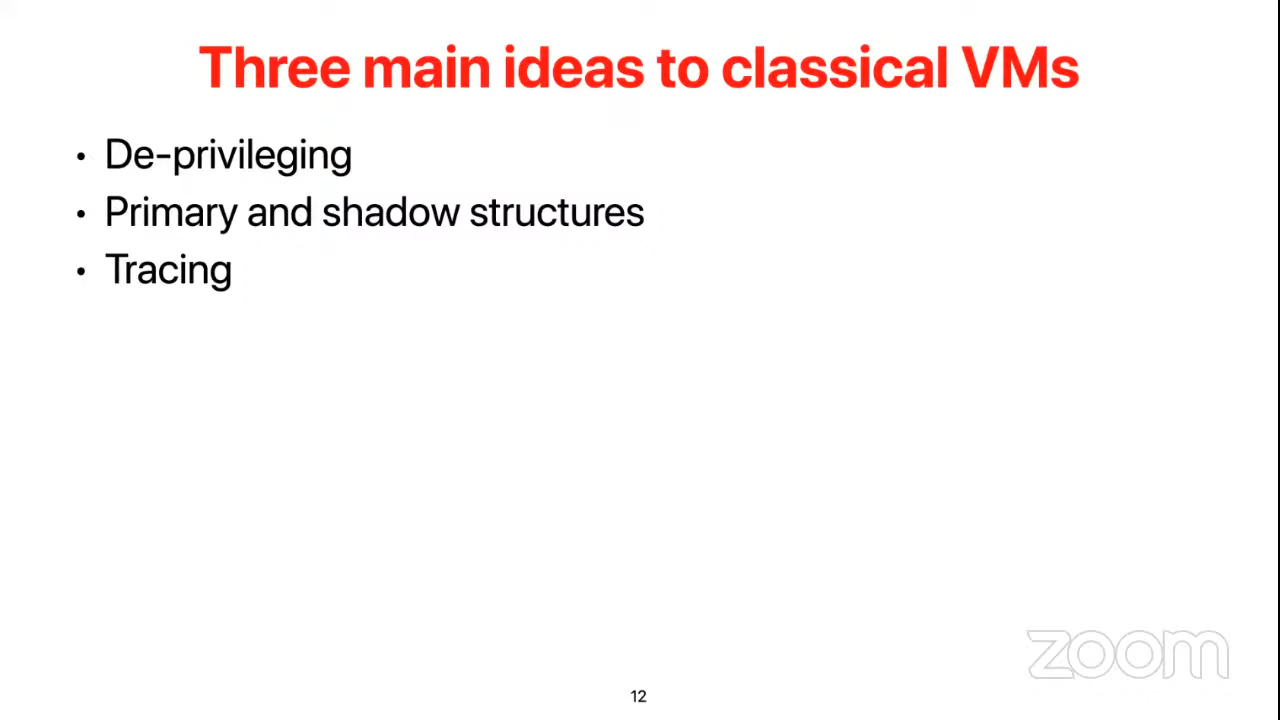 Three main ideas to classical VMs
• De-privileging
• Primary and shadow structures
• Tracing
zoom
12